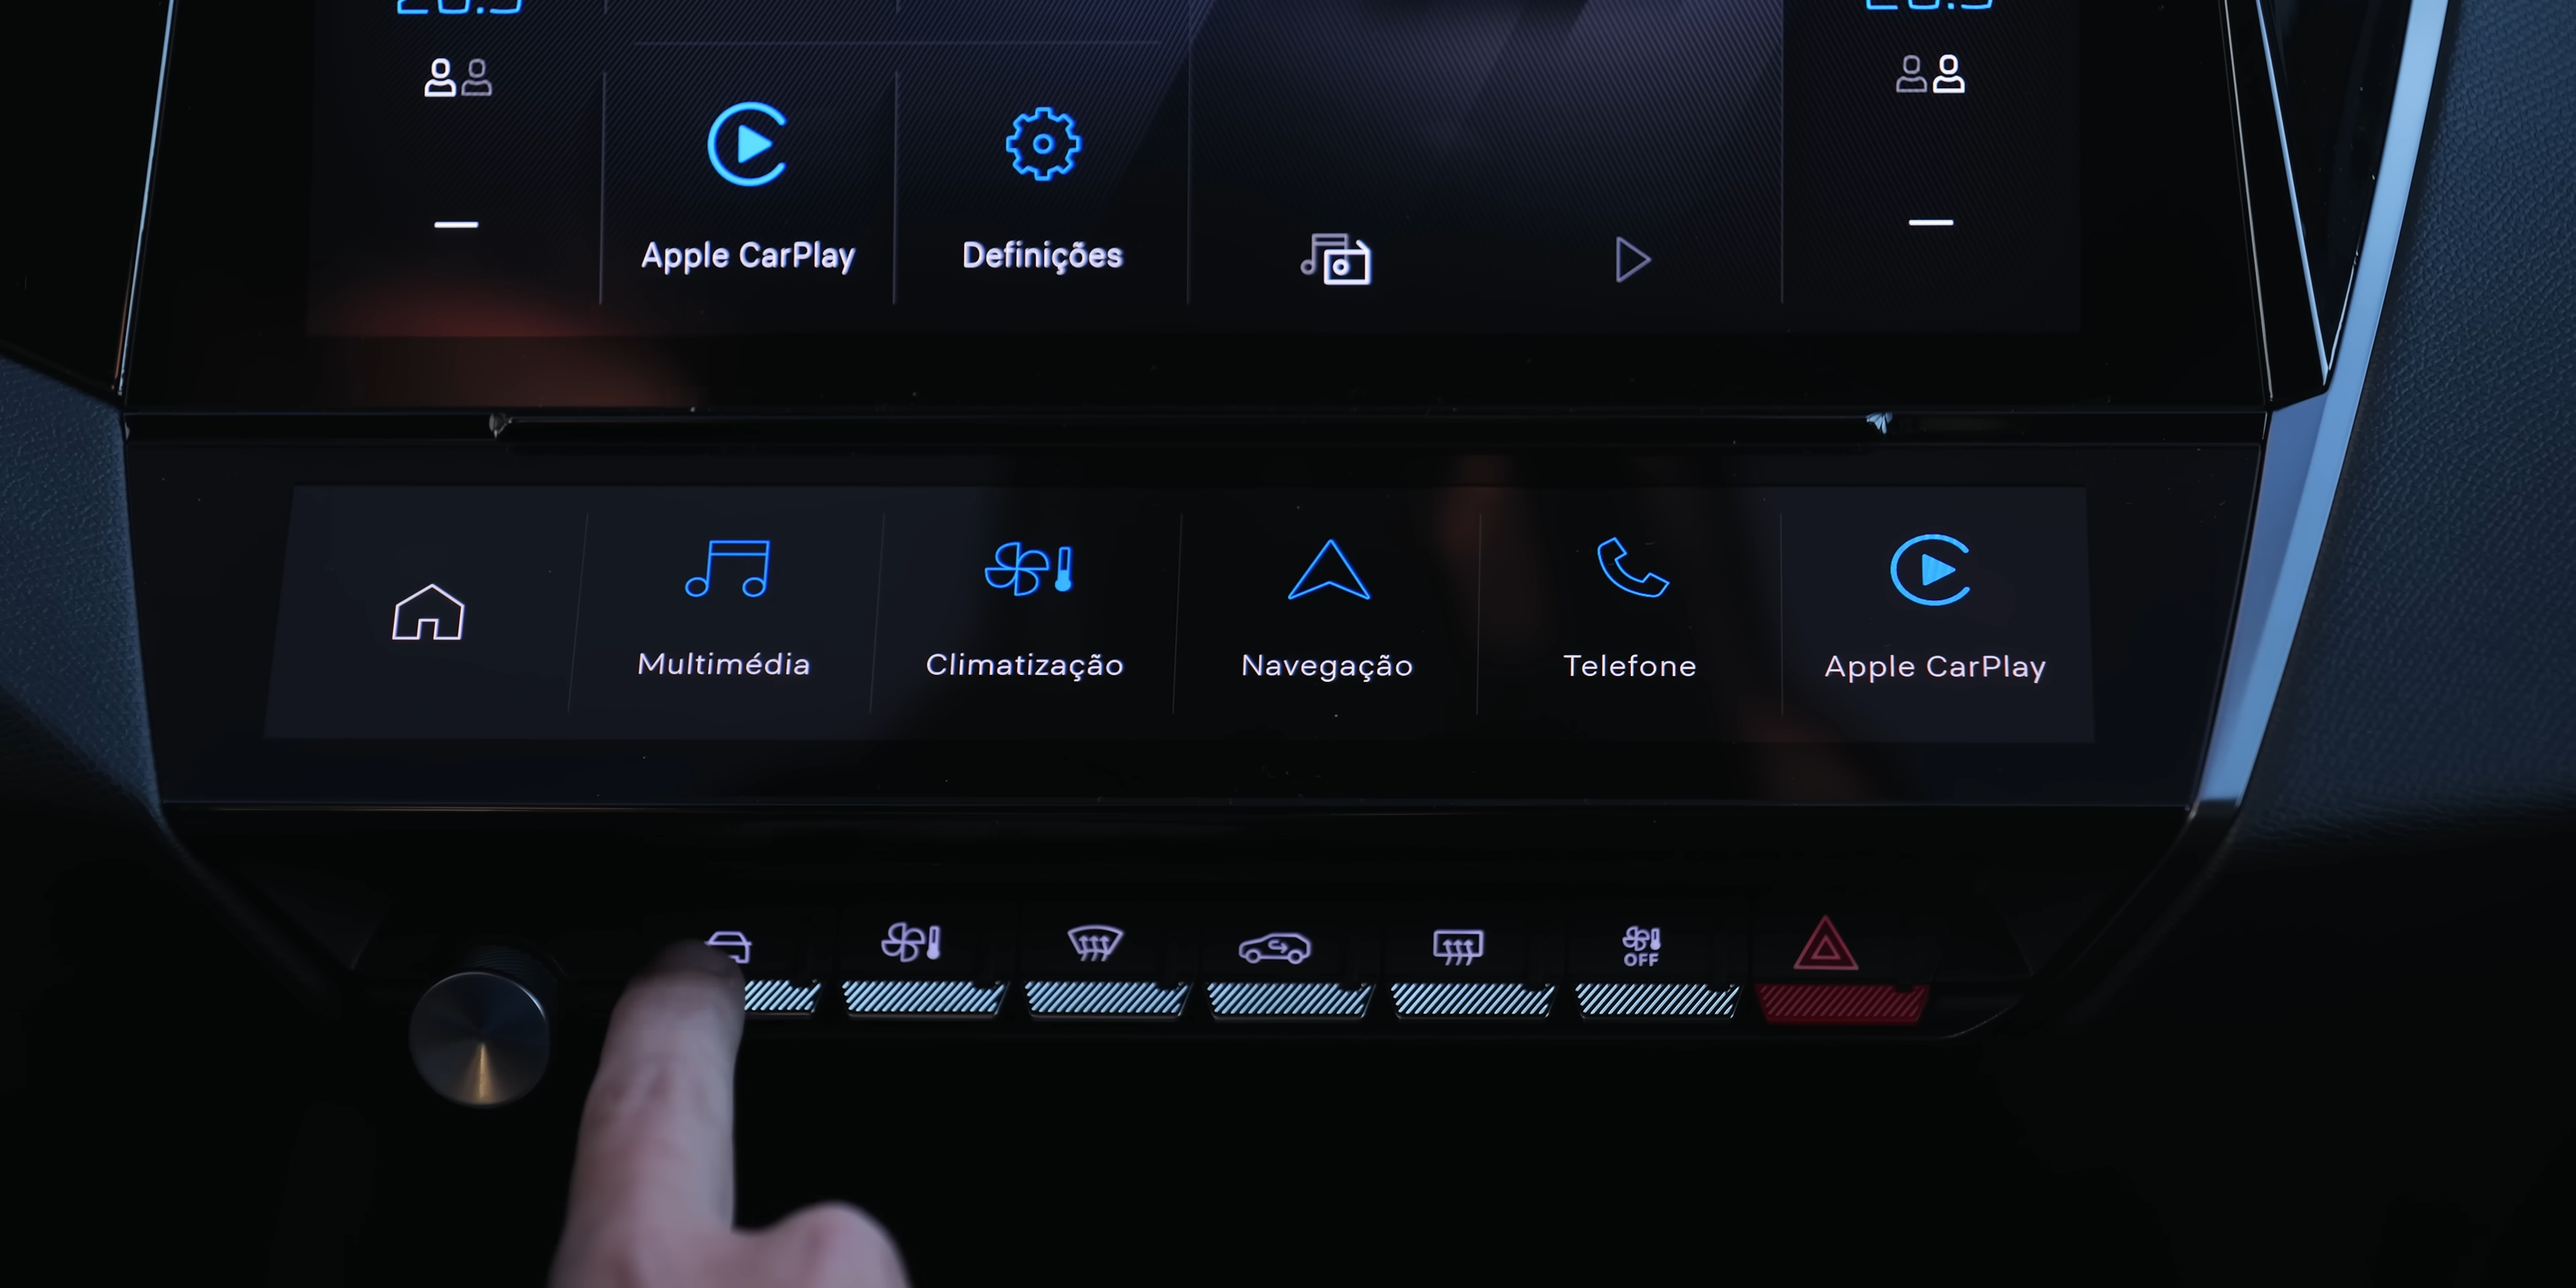 Apple CarPlay
Definições
Multimédia
Climatização
Navegação
Telefone
Apple CarPlay
OFF